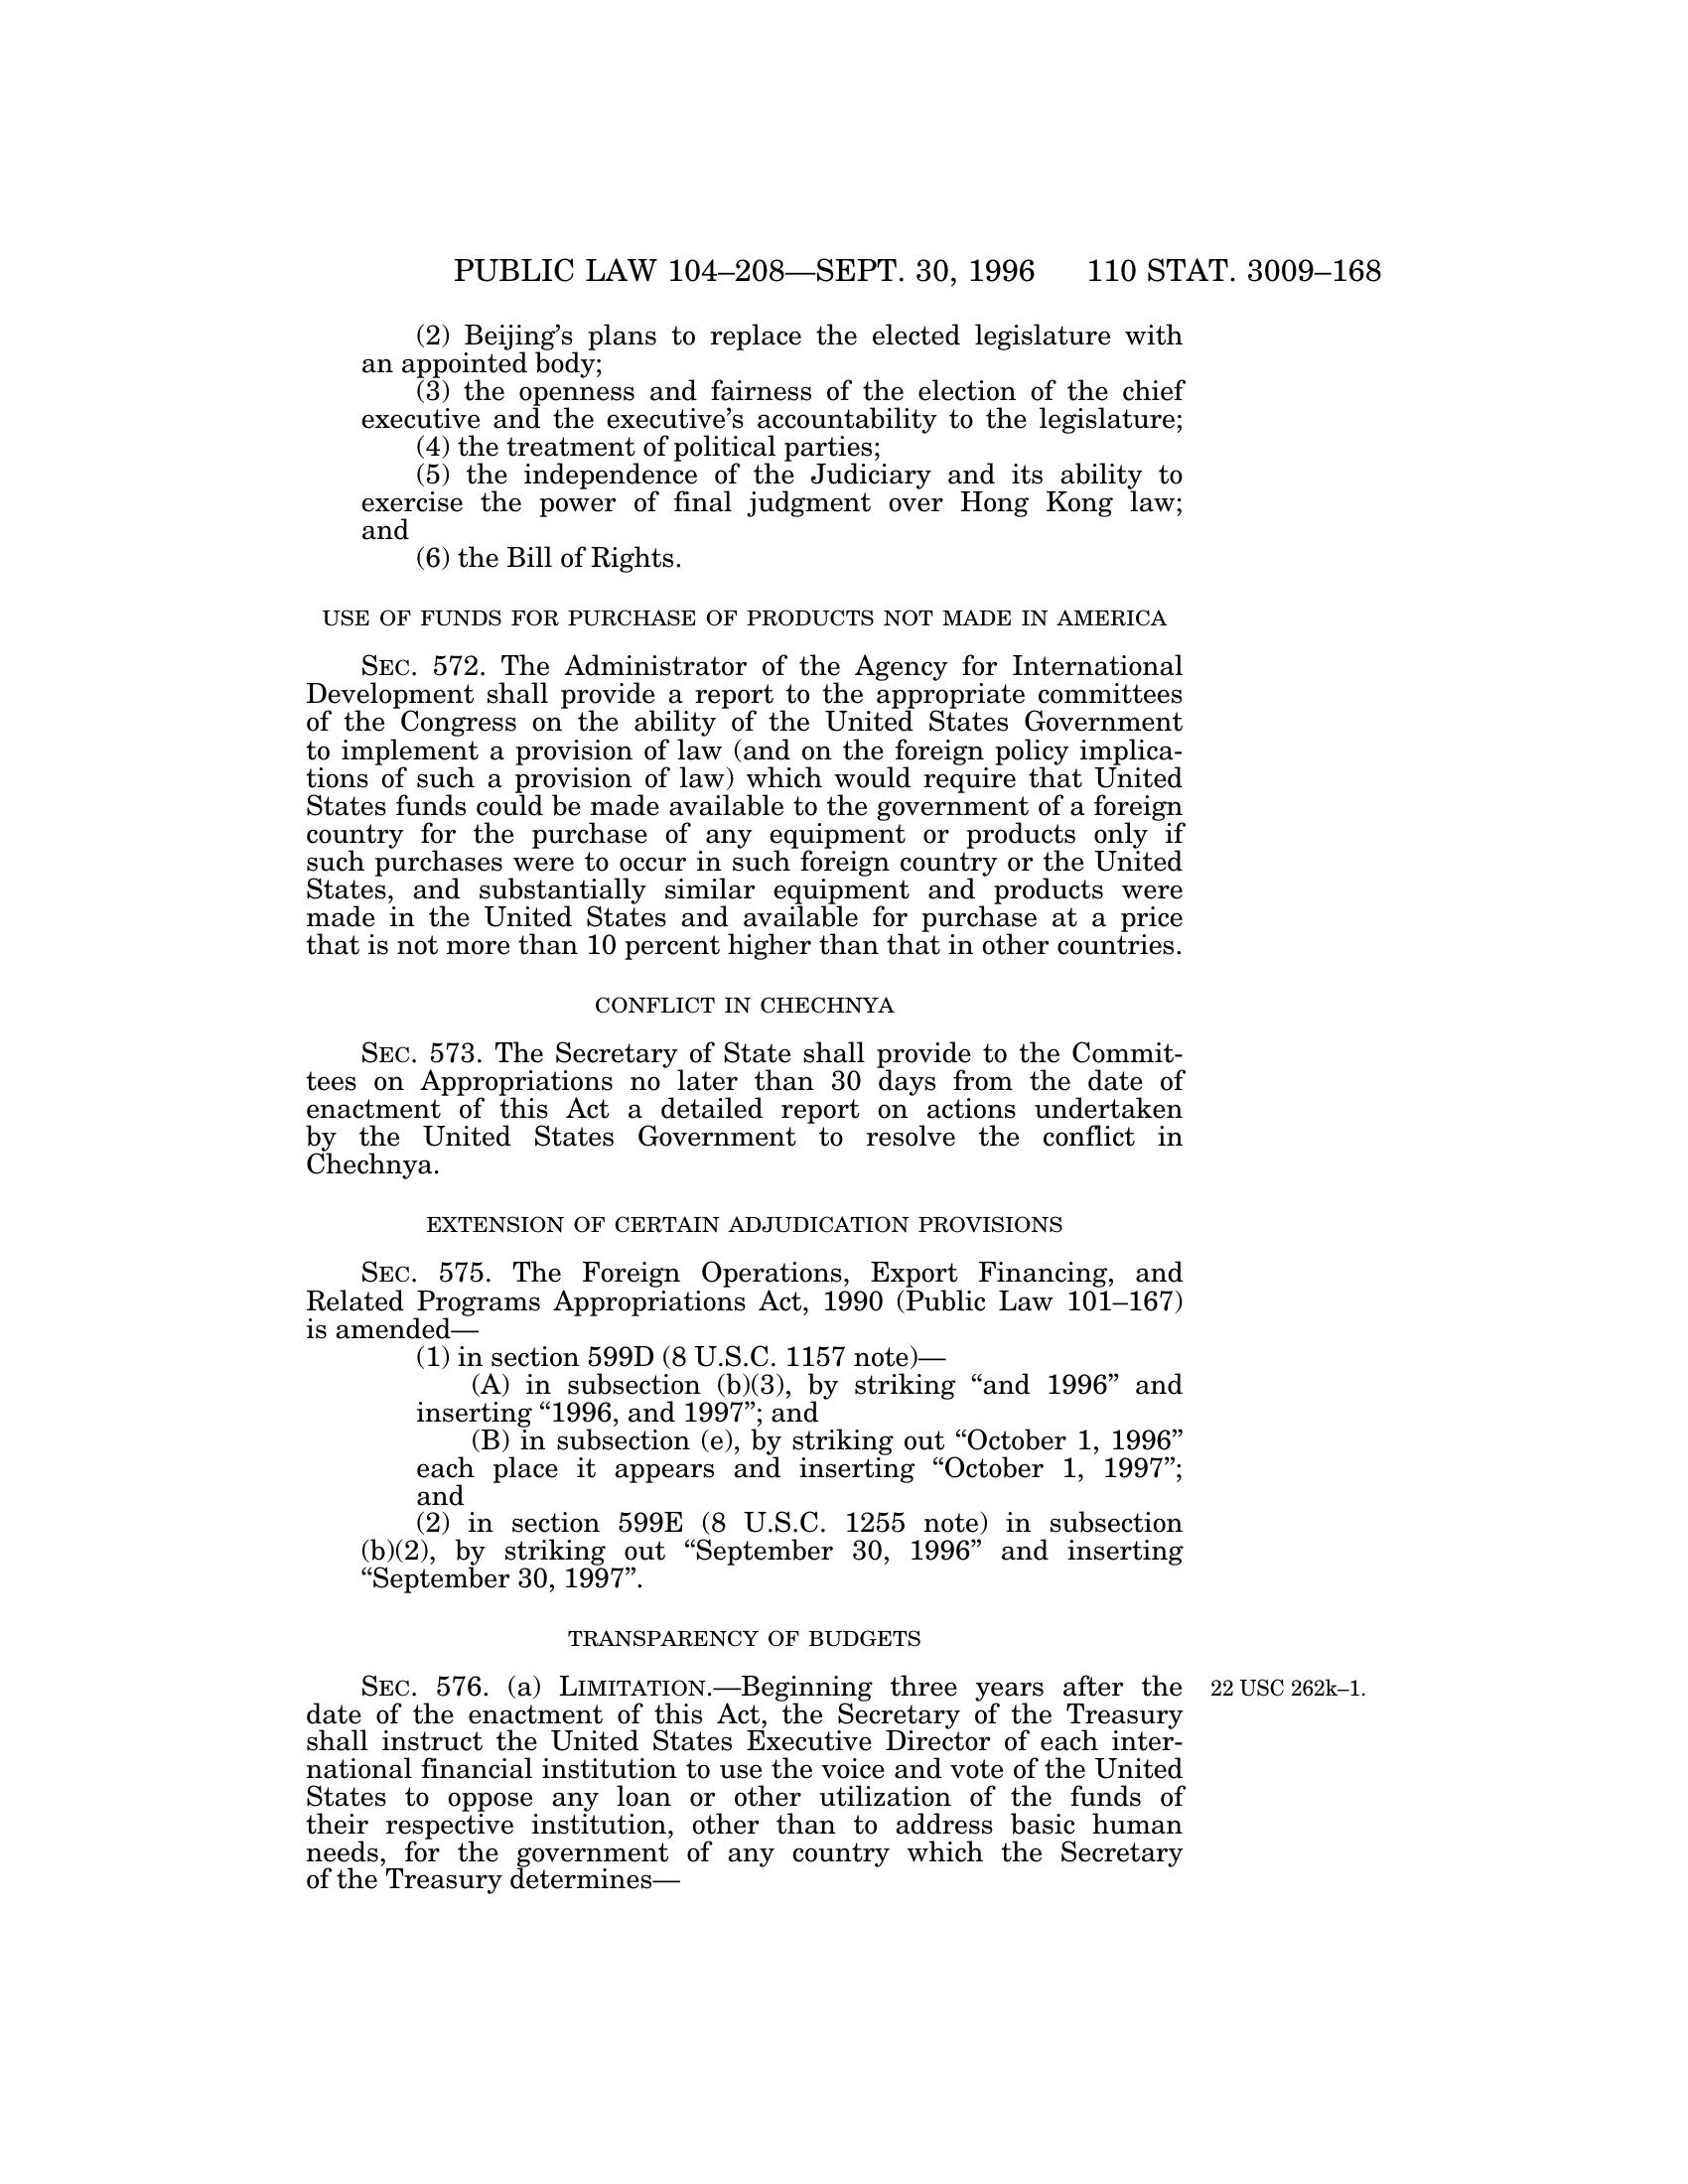 PUBLIC LAW 104–208—SEPT. 30, 1996 110 STAT. 3009–168
(2) Beijing’s plans to replace the elected legislature with
an appointed body;
(3) the openness and fairness of the election of the chief
executive and the executive’s accountability to the legislature;
(4) the treatment of political parties;
(5) the independence of the Judiciary and its ability to
exercise the power of final judgment over Hong Kong law;
and
(6) the Bill of Rights.
USE OF FUNDS FOR PURCHASE OF PRODUCTS NOT MADE IN AMERICA
SEC. 572. The Administrator of the Agency for International
Development shall provide a report to the appropriate committees
of the Congress on the ability of the United States Government
to implement a provision of law (and on the foreign policy implica-
tions of such a provision of law) which would require that United
States funds could be made available to the government of a foreign
country for the purchase of any equipment or products only if
such purchases were to occur in such foreign country or the United
States, and substantially similar equipment and products were
made in the United States and available for purchase at a price
that is not more than 10 percent higher than that in other countries.
CONFLICT IN CHECHNYA
SEC. 573. The Secretary of State shall provide to the Commit-
tees on Appropriations no later than 30 days from the date of
enactment of this Act a detailed report on actions undertaken
by the United States Government to resolve the conflict in
Chechnya.
EXTENSION OF CERTAIN ADJUDICATION PROVISIONS
SEC. 575. The Foreign Operations, Export Financing, and
Related Programs Appropriations Act, 1990 (Public Law 101–167)
is amended—
(1) in section 599D (8 U.S.C. 1157 note)—
(A) in subsection (b)(3), by striking “and 1996” and
inserting “1996, and 1997”; and
(B) in subsection (e), by striking out “October 1, 1996”
each place it appears and inserting “October 1, 1997”;
and
(2) in section 599E (8 U.S.C. 1255 note) in subsection
(b)(2), by striking out “September 30, 1996” and inserting
“September 30, 1997”.
TRANSPARENCY OF BUDGETS
SEC. 576. (a) LIMITATION.—Beginning three years after the 22 USC 262k–1.
date of the enactment of this Act, the Secretary of the Treasury
shall instruct the United States Executive Director of each inter-
national financial institution to use the voice and vote of the United
States to oppose any loan or other utilization of the funds of
their respective institution, other than to address basic human
needs, for the government of any country which the Secretary
of the Treasury determines—